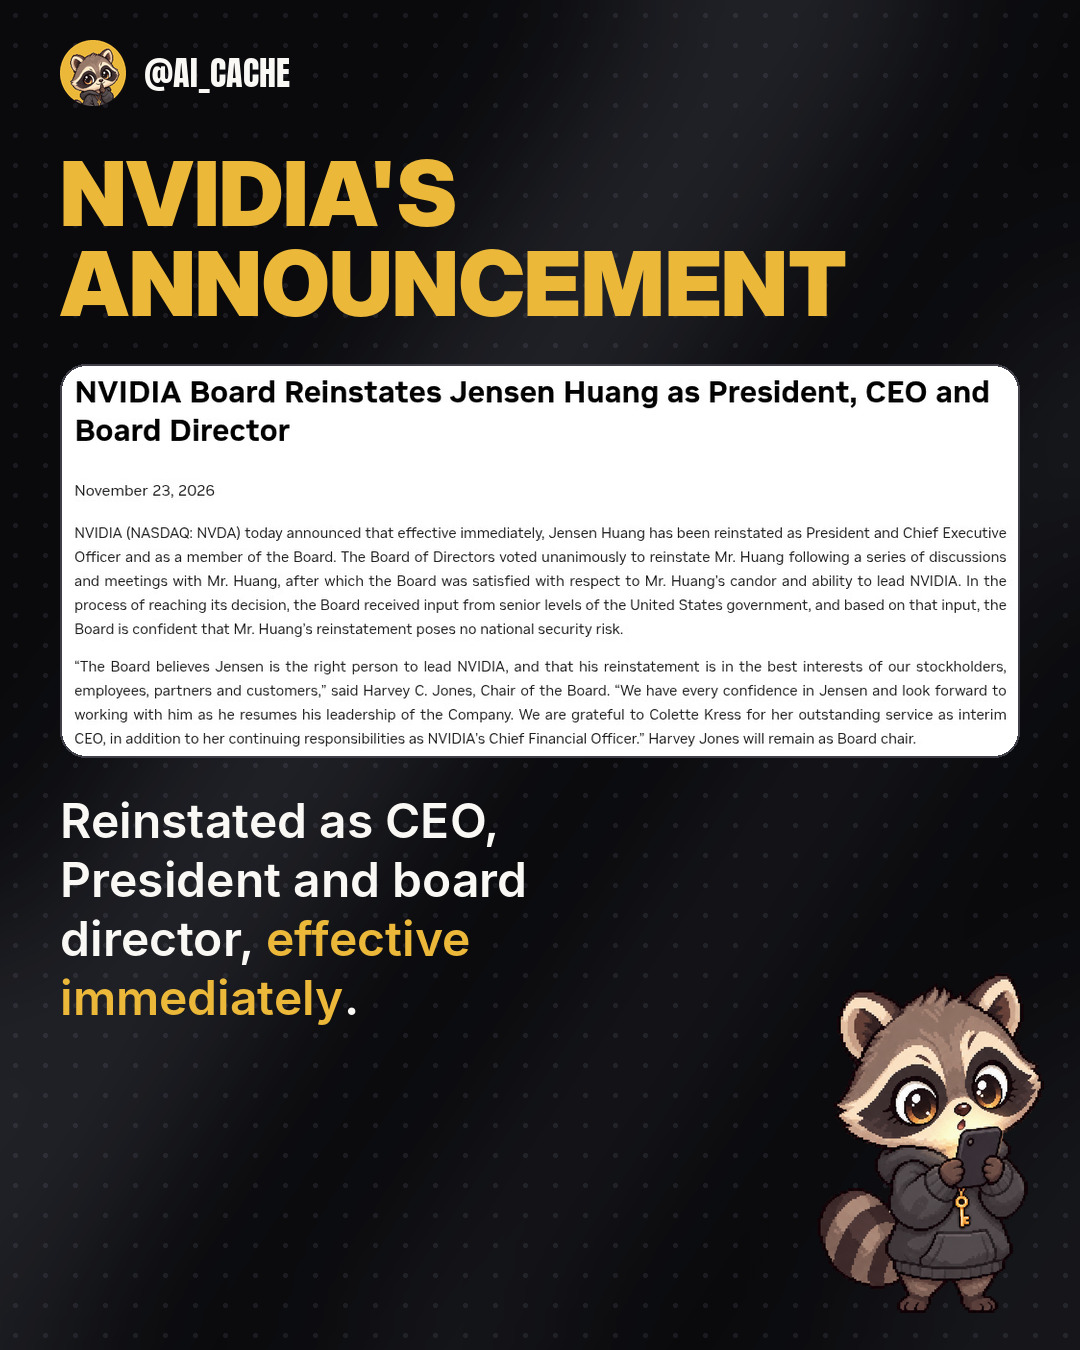 @AI_CACHE
NVIDIA'S
ANNOUNCEMENT
NVIDIA Board Reinstates Jensen Huang as President, CEO and
Board Director
November 23, 2026
NVIDIA (NASDAQ: NVDA) today announced that effective immediately, Jensen Huang has been reinstated as President and Chief Executive
Officer and as a member of the Board. The Board of Directors voted unanimously to reinstate Mr. Huang following a series of discussions
and meetings with Mr. Huang, after which the Board was satisfied with respect to Mr. Huang’s candor and ability to lead NVIDIA. In the
process of reaching its decision, the Board received input from senior levels of the United States government, and based on that input, the
Board is confident that Mr. Huang’s reinstatement poses no national security risk.
“The Board believes Jensen is the right person to lead NVIDIA, and that his reinstatement is in the best interests of our stockholders,
employees, partners and customers,” said Harvey C. Jones, Chair of the Board. “We have every confidence in Jensen and look forward to
working with him as he resumes his leadership of the Company. We are grateful to Colette Kress for her outstanding service as interim
CEO, in addition to her continuing responsibilities as NVIDIA’s Chief Financial Officer.” Harvey Jones will remain as Board chair.
Reinstated as CEO,
President and board
director, effective
immediately.